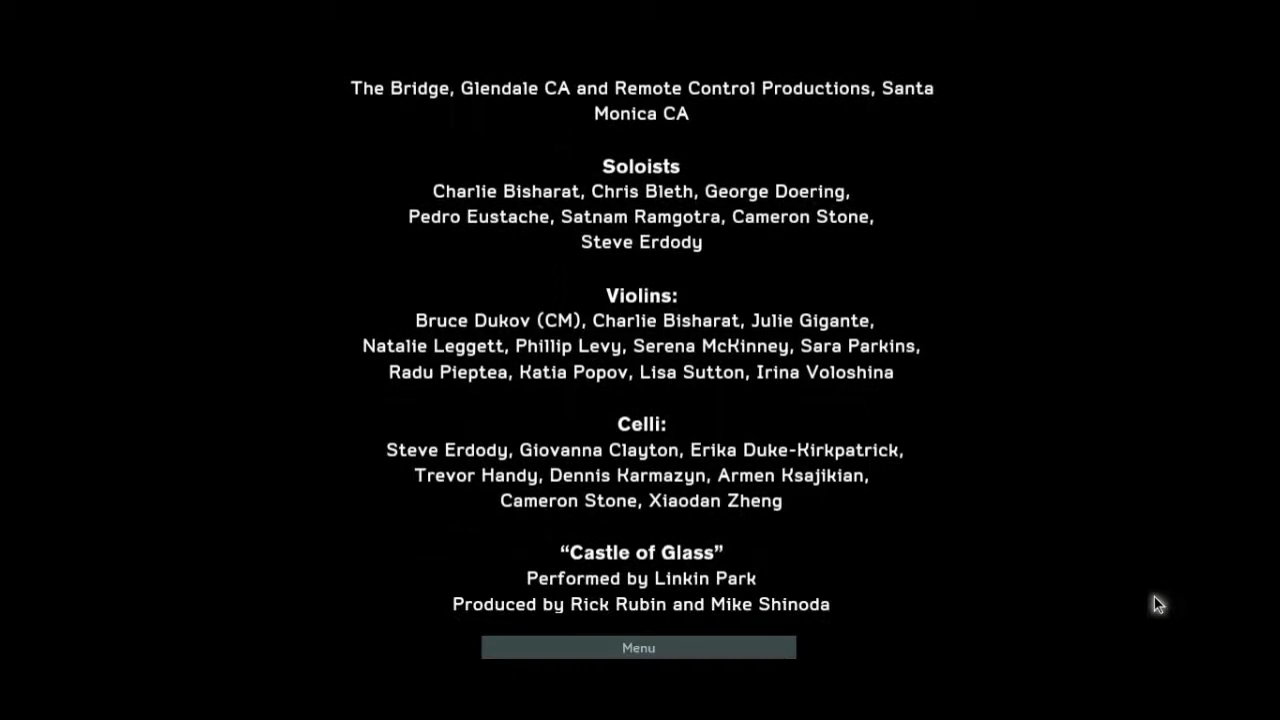 The Bridge, Glendale CA and Remote Control Productions, Santa
Monica CA
Soloists
Charlie Bisharat, Chris Bleth, George Doering,
Pedro Eustache, Satnam Ramgotra, Cameron Stone,
Steve Erdody
Violins:
Bruce Dukov (CM), Charlie Bisharat, Julie Gigante,
Natalie Leggett, Phillip Levy, Serena McKinney, Sara Parkins,
Radu Pieptea, Katia Popov, Lisa Sutton, Irina Voloshina
Celli:
Steve Erdody, Giovanna Clayton, Erika Duke-Kirkpatrick,
Trevor Handy, Dennis Karmazyn, Armen Ksajikian,
Cameron Stone, Xiaodan Zheng
“Castle of Glass”
Performed by Linkin Park
Produced by Rick Rubin and Mike Shinoda
Menu